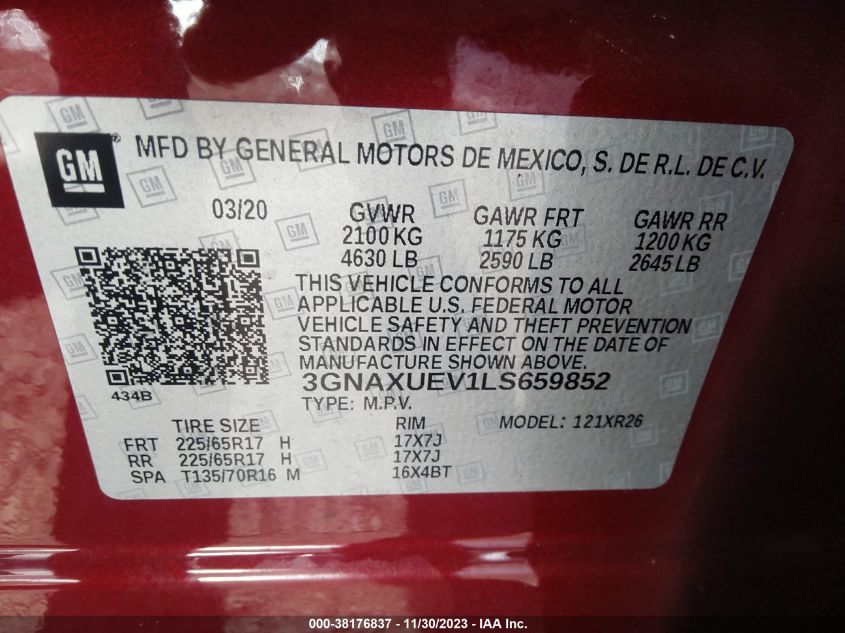 GM ® MFD BY GENERAL MOTORS DE MEXICO, S. DE R.L. DE C.V.
03/20 GVWR GAWR FRT GAWR RR
2100 KG 1175 KG 1200 KG
4630 LB 2590 LB 2645 LB
THIS VEHICLE CONFORMS TO ALL
APPLICABLE U.S. FEDERAL MOTOR
VEHICLE SAFETY AND THEFT PREVENTION
STANDARDS IN EFFECT ON THE DATE OF
MANUFACTURE SHOWN ABOVE.
3GNAXUEV1LS659852
434B
TYPE: M.P.V. MODEL: 121XR26
TIRE SIZE RIM
FRT 225/65R17 H 17X7J
RR 225/65R17 H 17X7J
SPA T135/70R16 M 16X4BT
000-38176837 - 11/30/2023 - IAA Inc.